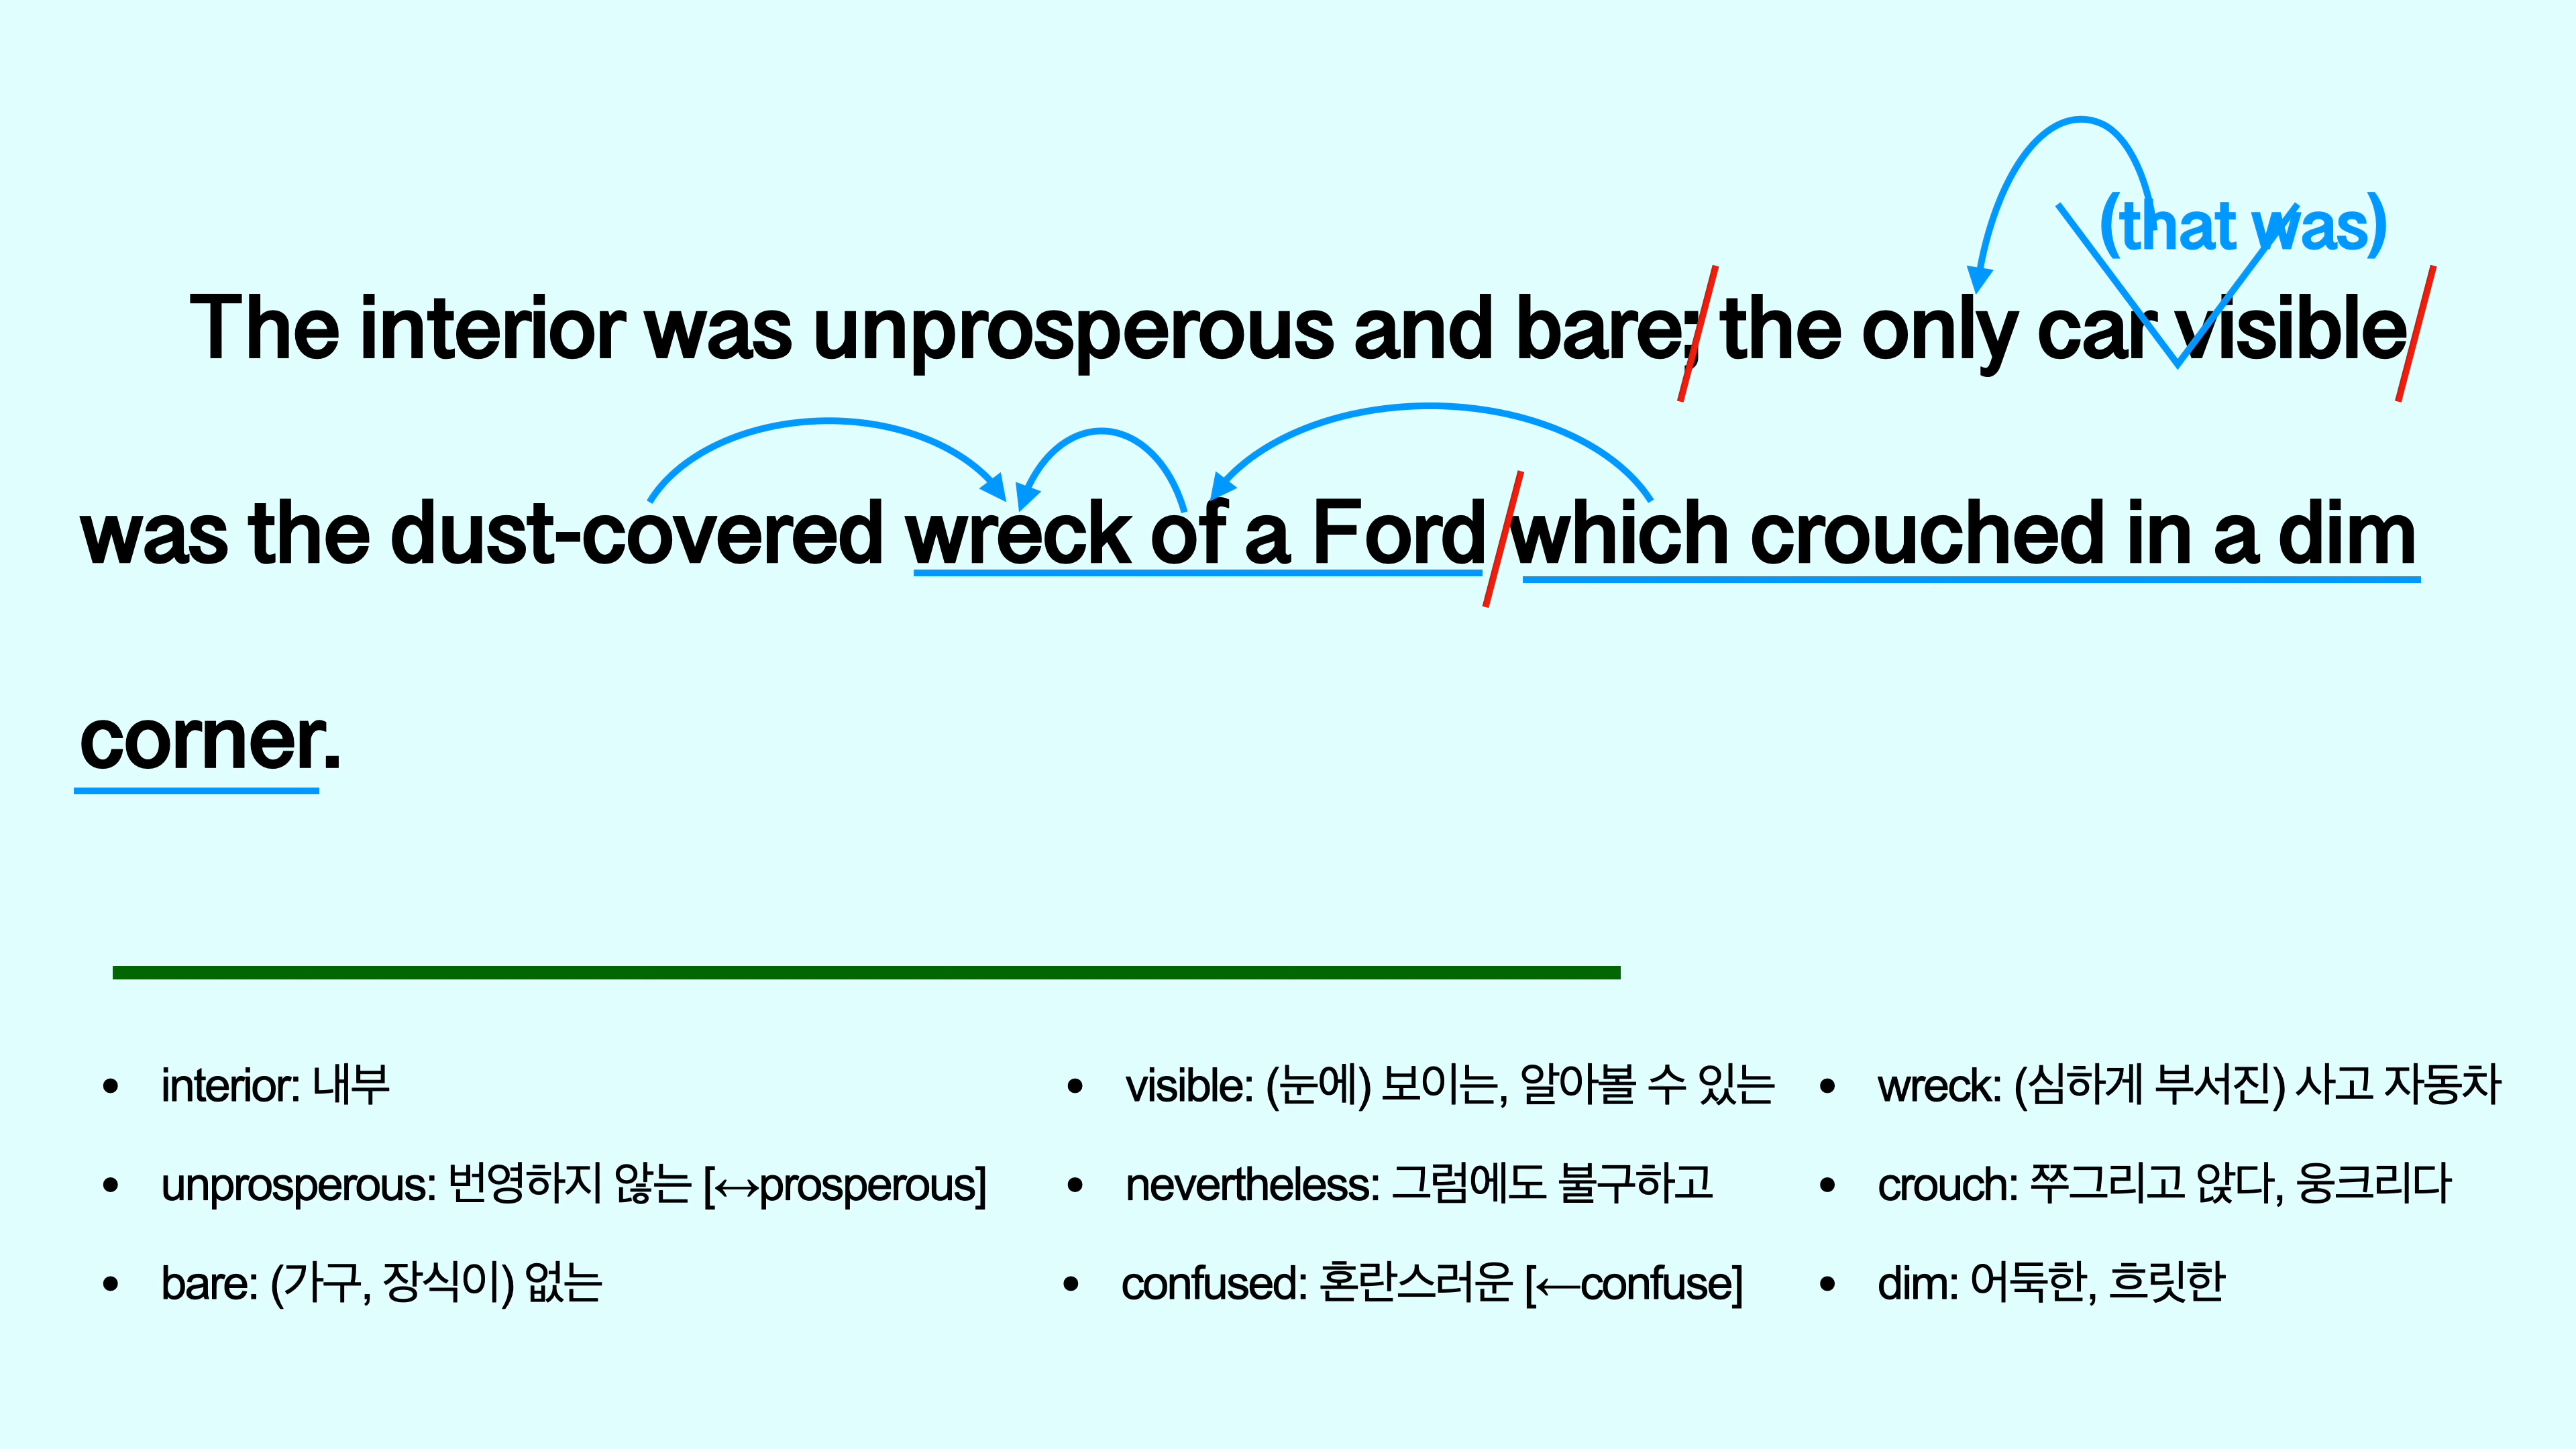 (that was)
The interior was unprosperous and bare; the only car visible
was the dust-covered wreck of a Ford which crouched in a dim
corner.
• interior: 내부
• unprosperous: 번영하지 않는 [↔prosperous]
• bare: (가구, 장식이) 없는
• visible: (눈에) 보이는, 알아볼 수 있는
• nevertheless: 그럼에도 불구하고
• confused: 혼란스러운 [←confuse]
• wreck: (심하게 부서진) 사고 자동차
• crouch: 쭈그리고 앉다, 웅크리다
• dim: 어둑한, 흐릿한